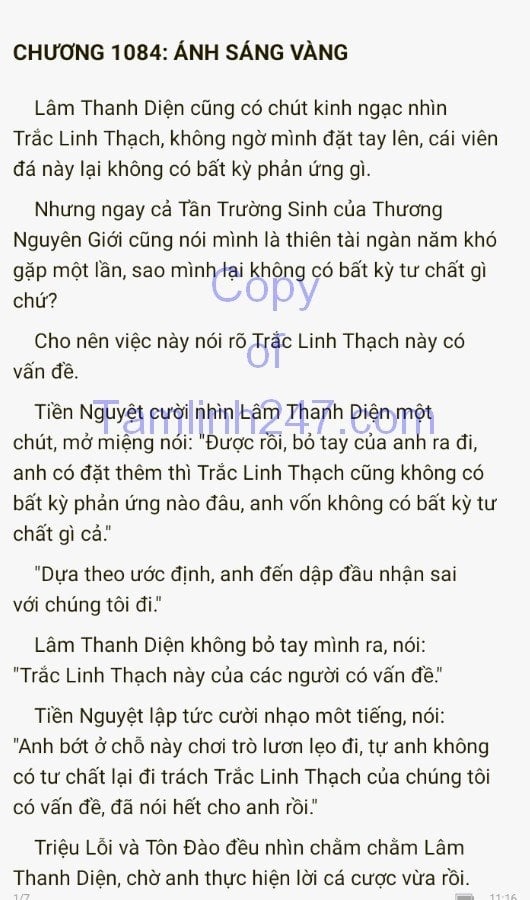 CHƯƠNG 1084: ÁNH SÁNG VÀNG
Lâm Thanh Diện cũng có chút kinh ngạc nhìn
Trắc Linh Thạch, không ngờ mình đặt tay lên, cái viên
đá này lại không có bất kỳ phản ứng gì.
Nhưng ngay cả Tần Trường Sinh của Thương
Nguyên Giới cũng nói mình là thiên tài ngàn năm khó
gặp một lần, sao mình lại không có bất kỳ tư chất gì
chứ?
Copy
Cho nên việc này nói rõ Trắc Linh Thạch này có
of
vấn đề.
Tiền Nguyệt cười nhìn Lâm Thanh Diện một
Tamlinh247.com
chút, mở miệng nói: "Được rồi, bỏ tay của anh ra đi,
anh có đặt thêm thì Trắc Linh Thạch cũng không có
bất kỳ phản ứng nào đâu, anh vốn không có bất kỳ tư
chất gì cả."
"Dựa theo ước định, anh đến dập đầu nhận sai
với chúng tôi đi."
Lâm Thanh Diện không bỏ tay mình ra, nói:
"Trắc Linh Thạch này của các người có vấn đề."
Tiền Nguyệt lập tức cười nhạo môt tiếng, nói:
"Anh bớt ở chỗ này chơi trò lươn lẹo đi, tự anh không
có tư chất lại đi trách Trắc Linh Thạch của chúng tôi
có vấn đề, đã nói hết cho anh rồi."
Triệu Lỗi và Tôn Đào đều nhìn chằm chằm Lâm
Thanh Diện, chờ anh thực hiện lời cá cược vừa rồi.
1/7
11:16